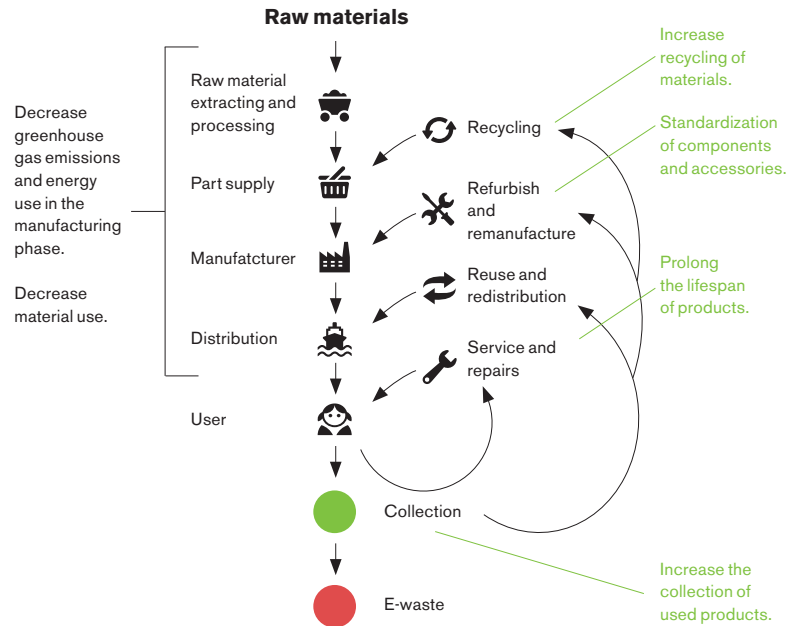 Raw materials
Raw material
extracting and
processing
Part supply
Manufatcturer
Distribution
User
Decrease
greenhouse
gas emissions
and energy
use in the
manufacturing
phase.
Decrease
material use.
Recycling
Refurbish and
remanufacture
Reuse and
redistribution
Service and
repairs
Collection
E-waste
Increase
recycling of
materials.
Standardization
of components
and accessories.
Prolong
the lifespan
of products.
Increase the
collection of
used products.